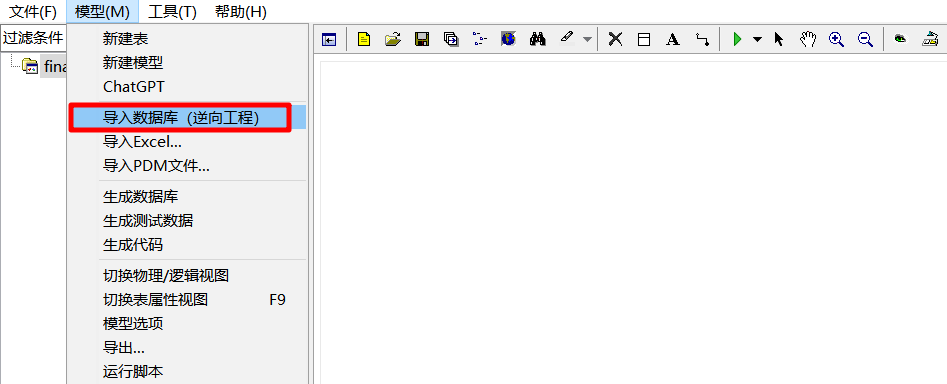 文件(F) 模型(M) 工具(T) 帮助(H)
过滤条件
fina
新建表
新建模型
ChatGPT
导入数据库（逆向工程）
导入Excel...
导入PDM文件...
生成数据库
生成测试数据
生成代码
切换物理/逻辑视图
切换表属性视图 F9
模型选项
导出...
运行脚本
A